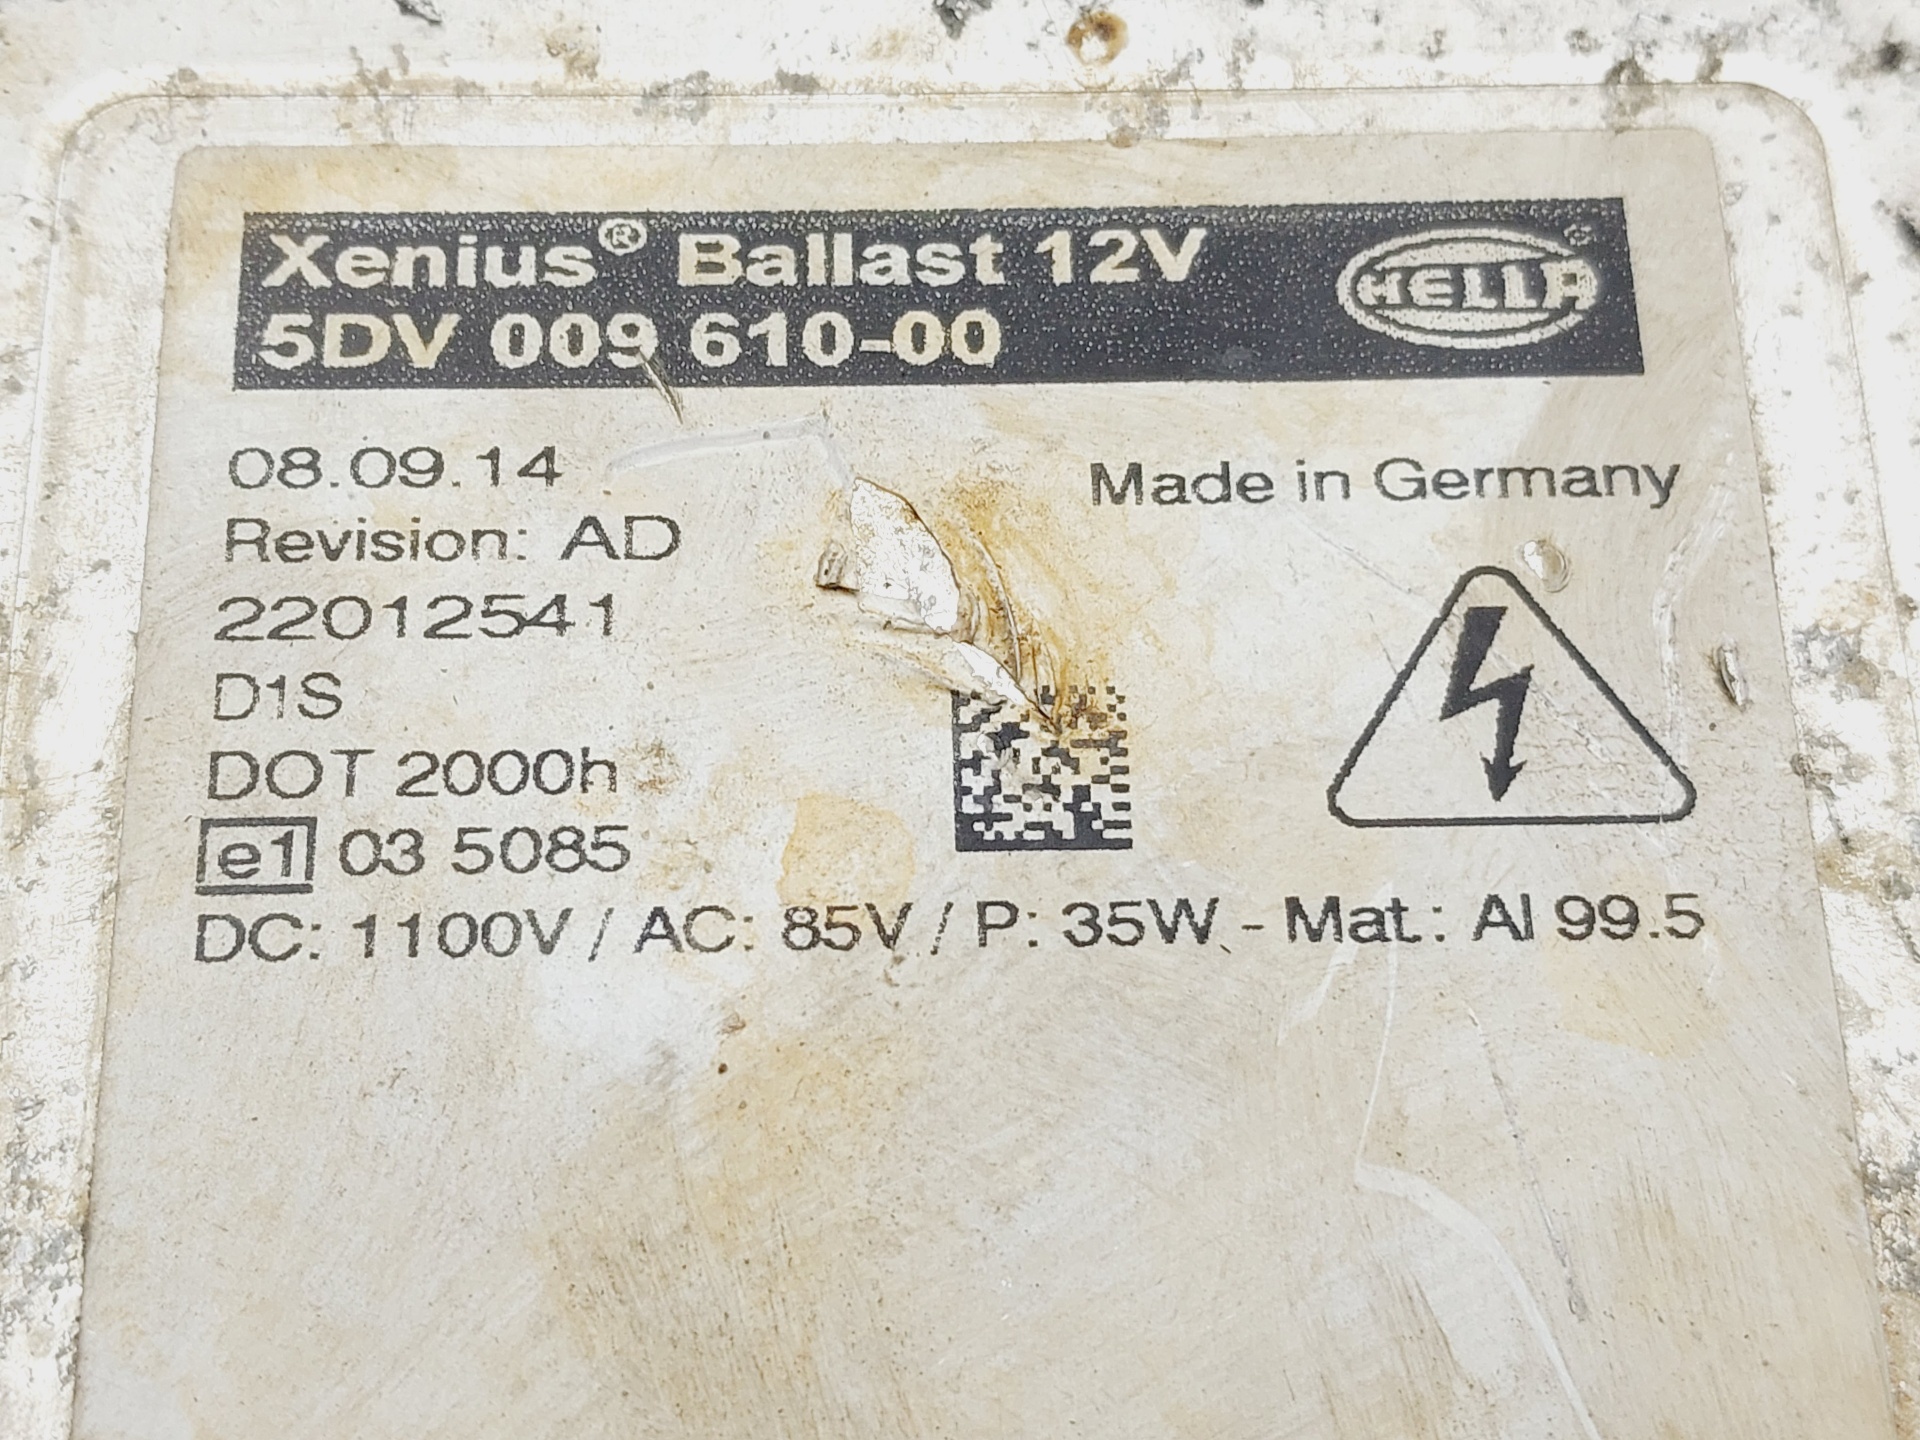 Xenius® Ballast 12V
HELLA®
5DV 009 610-00
08.09.14
Made in Germany
Revision: AD
22012541
D1S
DOT 2000h
e1 03 5085
DC: 1100V / AC: 85V / P: 35W - Mat.: Al 99.5